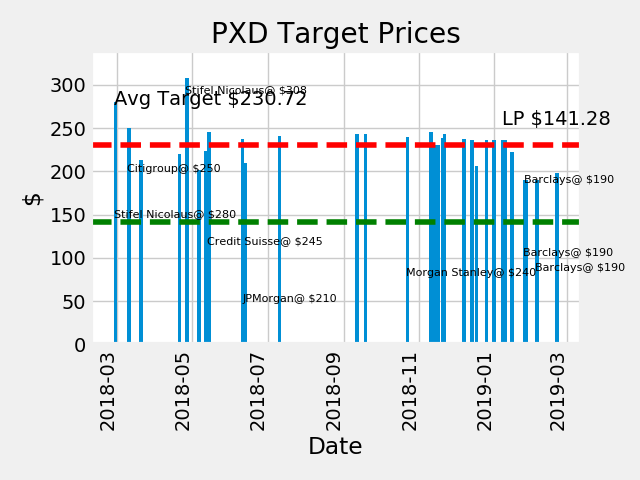 PXD Target Prices
Stifel Nicolaus@ $308
Avg Target $230.72
LP $141.28
Citigroup@ $250
Barclays@ $190
Stifel Nicolaus@ $280
Credit Suisse@ $245
Barclays@ $190
Morgan Stanley@ $240
Barclays@ $190
JPMorgan@ $210
300
250
200
150
100
50
0
$
2018-03
2018-05
2018-07
2018-09
2018-11
2019-01
2019-03
Date